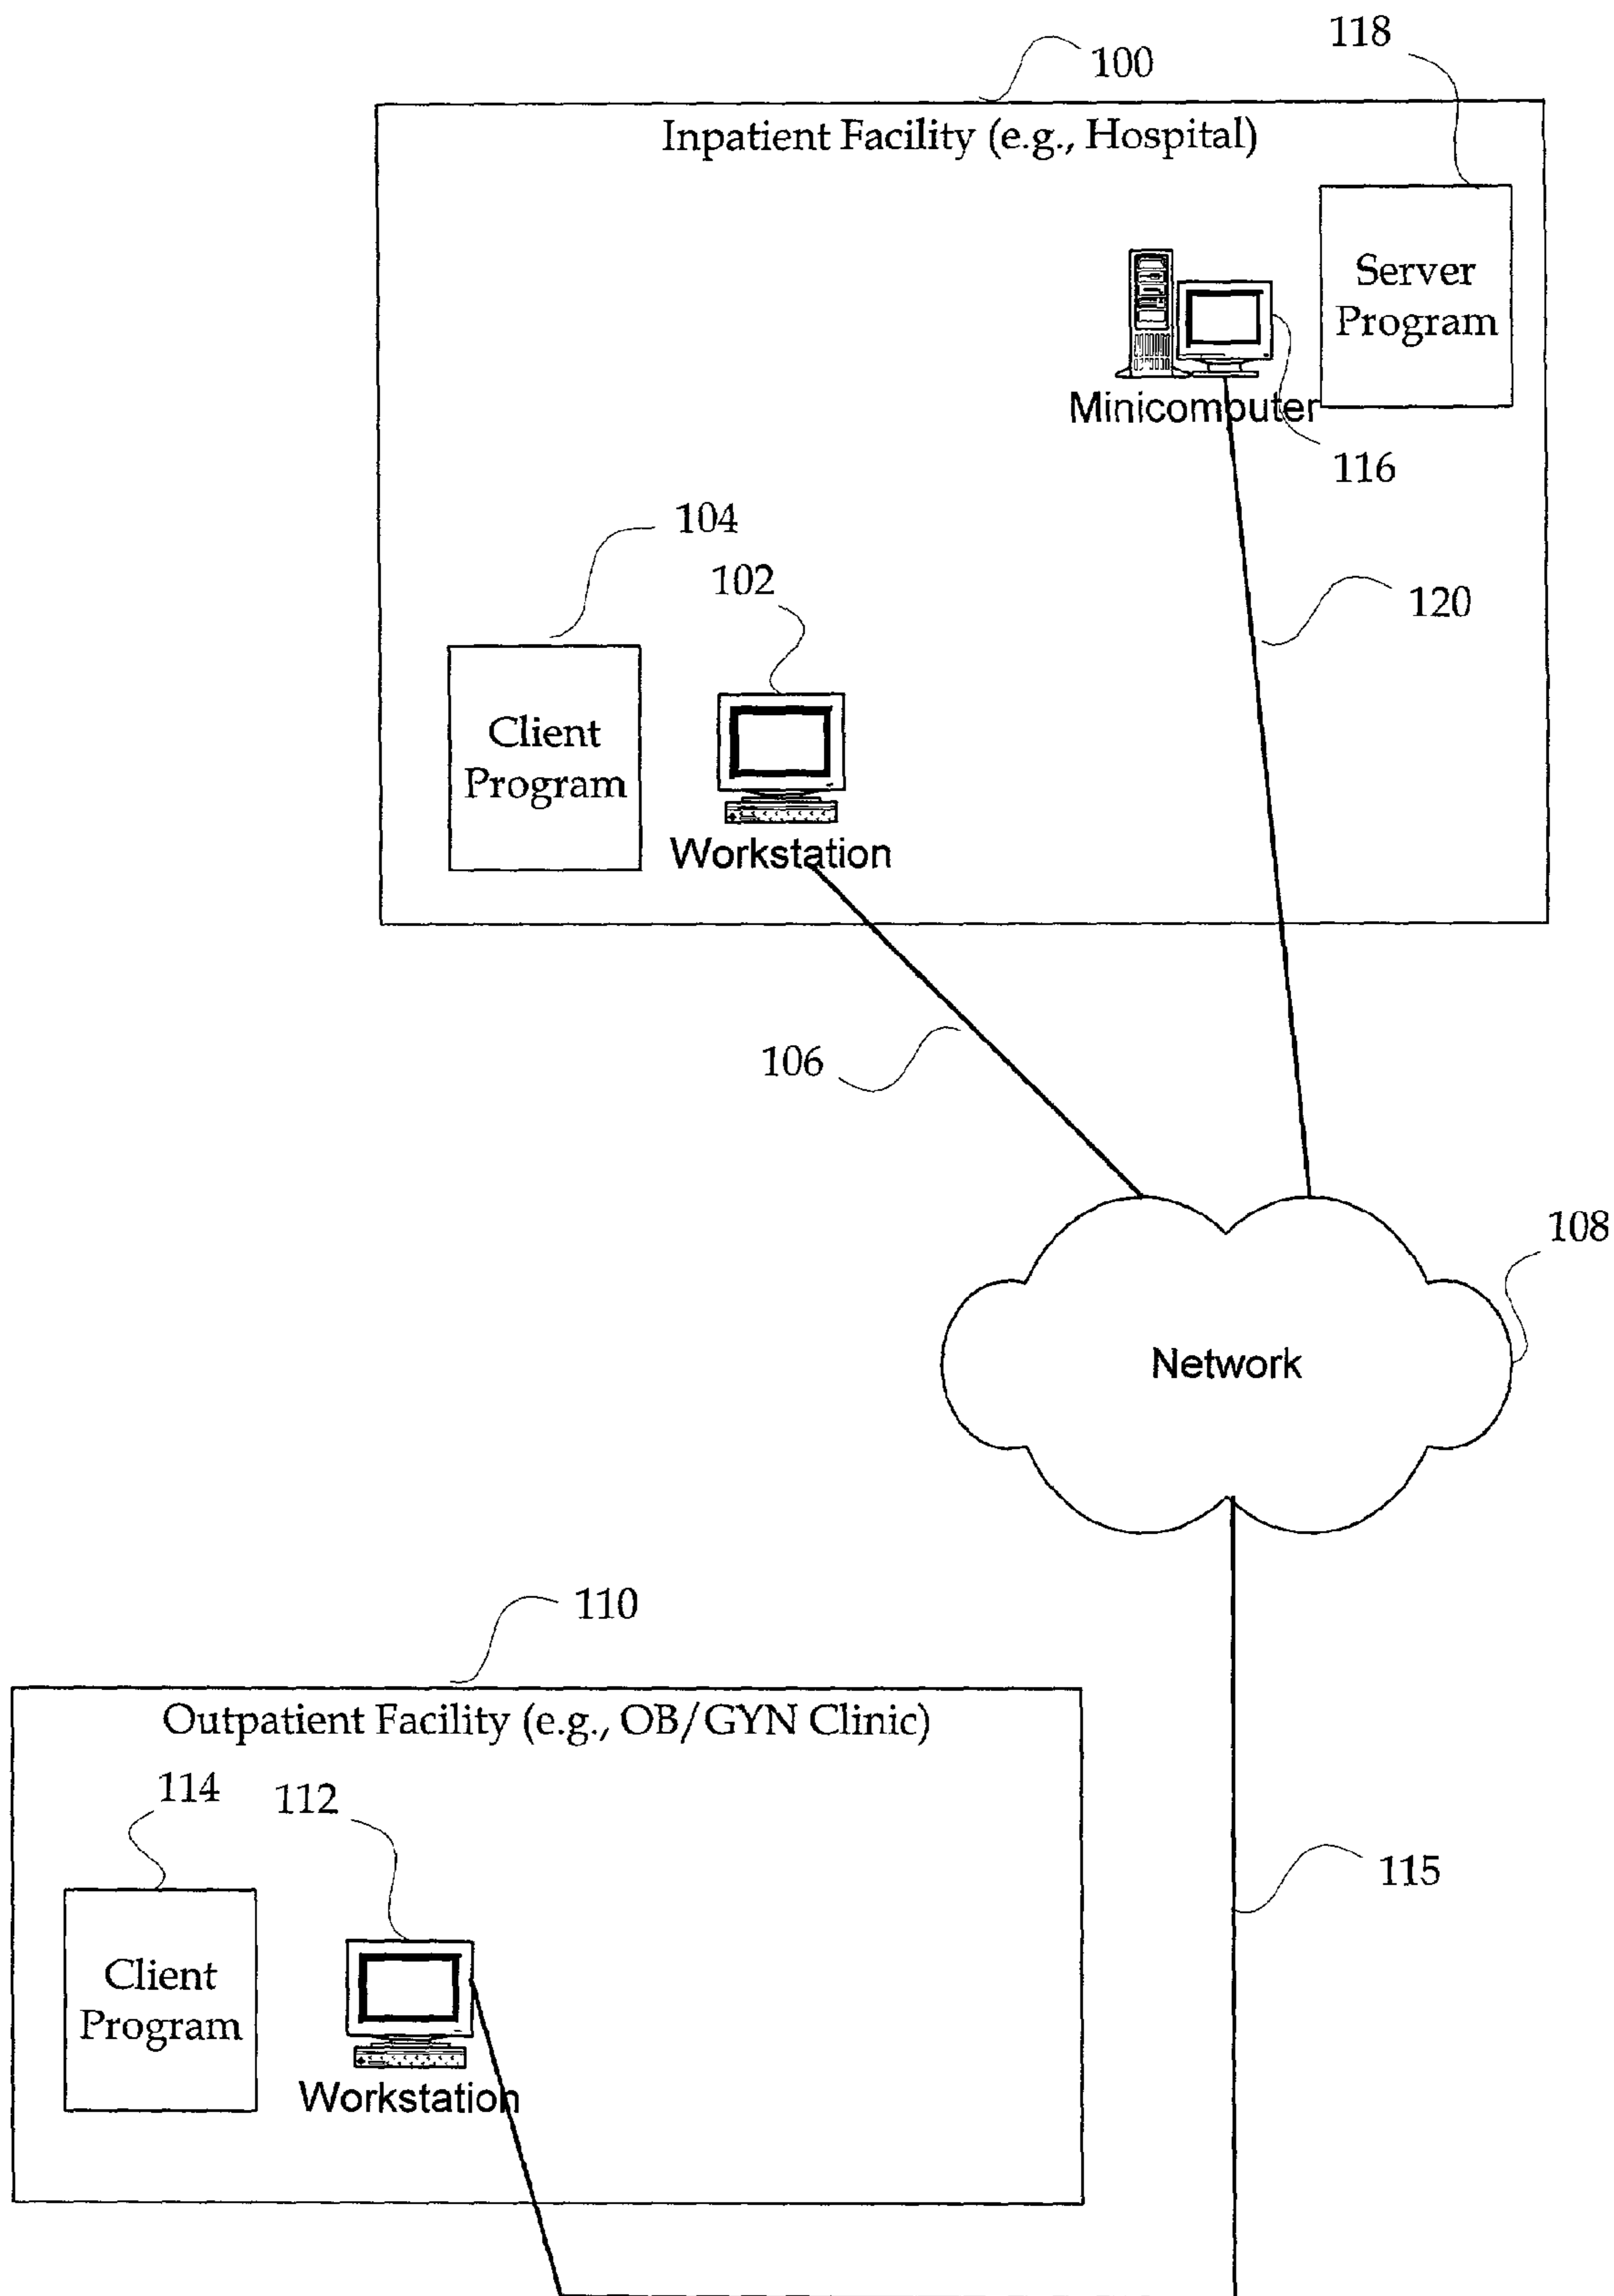 118
100
Inpatient Facility (e.g., Hospital)
Server
Program
Minicomputer
116
104
102
120
Client
Program
Workstation
106
108
Network
110
Outpatient Facility (e.g., OB/GYN Clinic)
114
112
115
Client
Program
Workstation